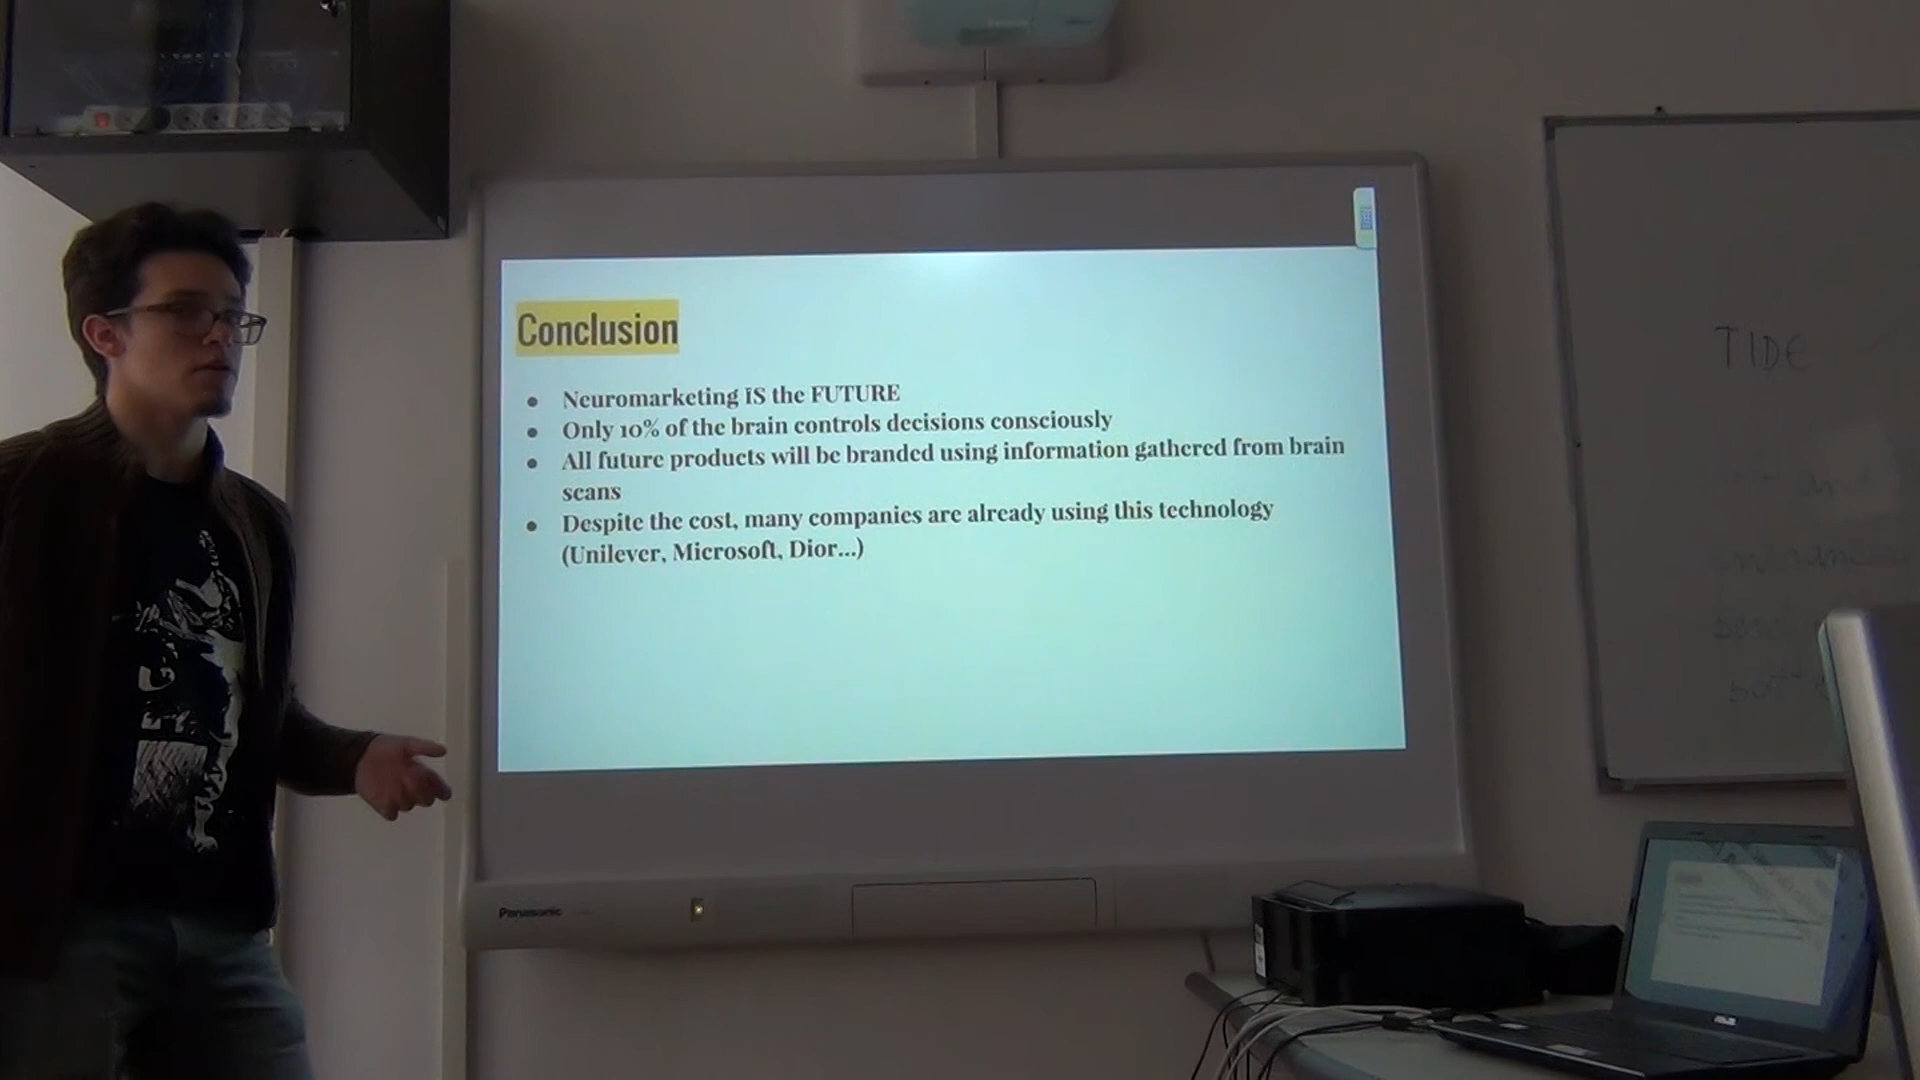 Conclusion
Neuromarketing IS the FUTURE
Only 10% of the brain controls decisions consciously
All future products will be branded using information gathered from brain
scans
Despite the cost, many companies are already using this technology
(Unilever, Microsoft, Dior...)
Panasonic
TIDE
and